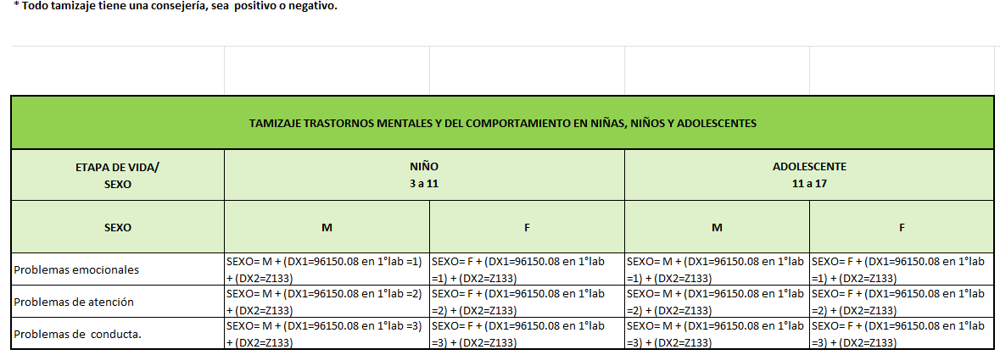 * Todo tamizaje tiene una consejería, sea  positivo o negativo.
TAMIZAJE TRASTORNOS MENTALES Y DEL COMPORTAMIENTO EN NIÑAS, NIÑOS Y ADOLESCENTES
ETAPA DE VIDA/
SEXO
NIÑO
3 a 11
ADOLESCENTE
11 a 17
SEXO
M
F
M
F
Problemas emocionales
SEXO= M + (DX1=96150.08 en 1°lab =1)
+ (DX2=Z133)
SEXO= F + (DX1=96150.08 en 1°lab
=1) + (DX2=Z133)
SEXO= M + (DX1=96150.08 en 1°lab
=1) + (DX2=Z133)
SEXO= F + (DX1=96150.08 en 1°lab
=1) + (DX2=Z133)
Problemas de atención
SEXO= M + (DX1=96150.08 en 1°lab =2)
+ (DX2=Z133)
SEXO= F + (DX1=96150.08 en 1°lab
=2) + (DX2=Z133)
SEXO= M + (DX1=96150.08 en 1°lab
=2) + (DX2=Z133)
SEXO= F + (DX1=96150.08 en 1°lab
=2) + (DX2=Z133)
Problemas de  conducta.
SEXO= M + (DX1=96150.08 en 1°lab =3)
+ (DX2=Z133)
SEXO= F + (DX1=96150.08 en 1°lab
=3) + (DX2=Z133)
SEXO= M + (DX1=96150.08 en 1°lab
=3) + (DX2=Z133)
SEXO= F + (DX1=96150.08 en 1°lab
=3) + (DX2=Z133)